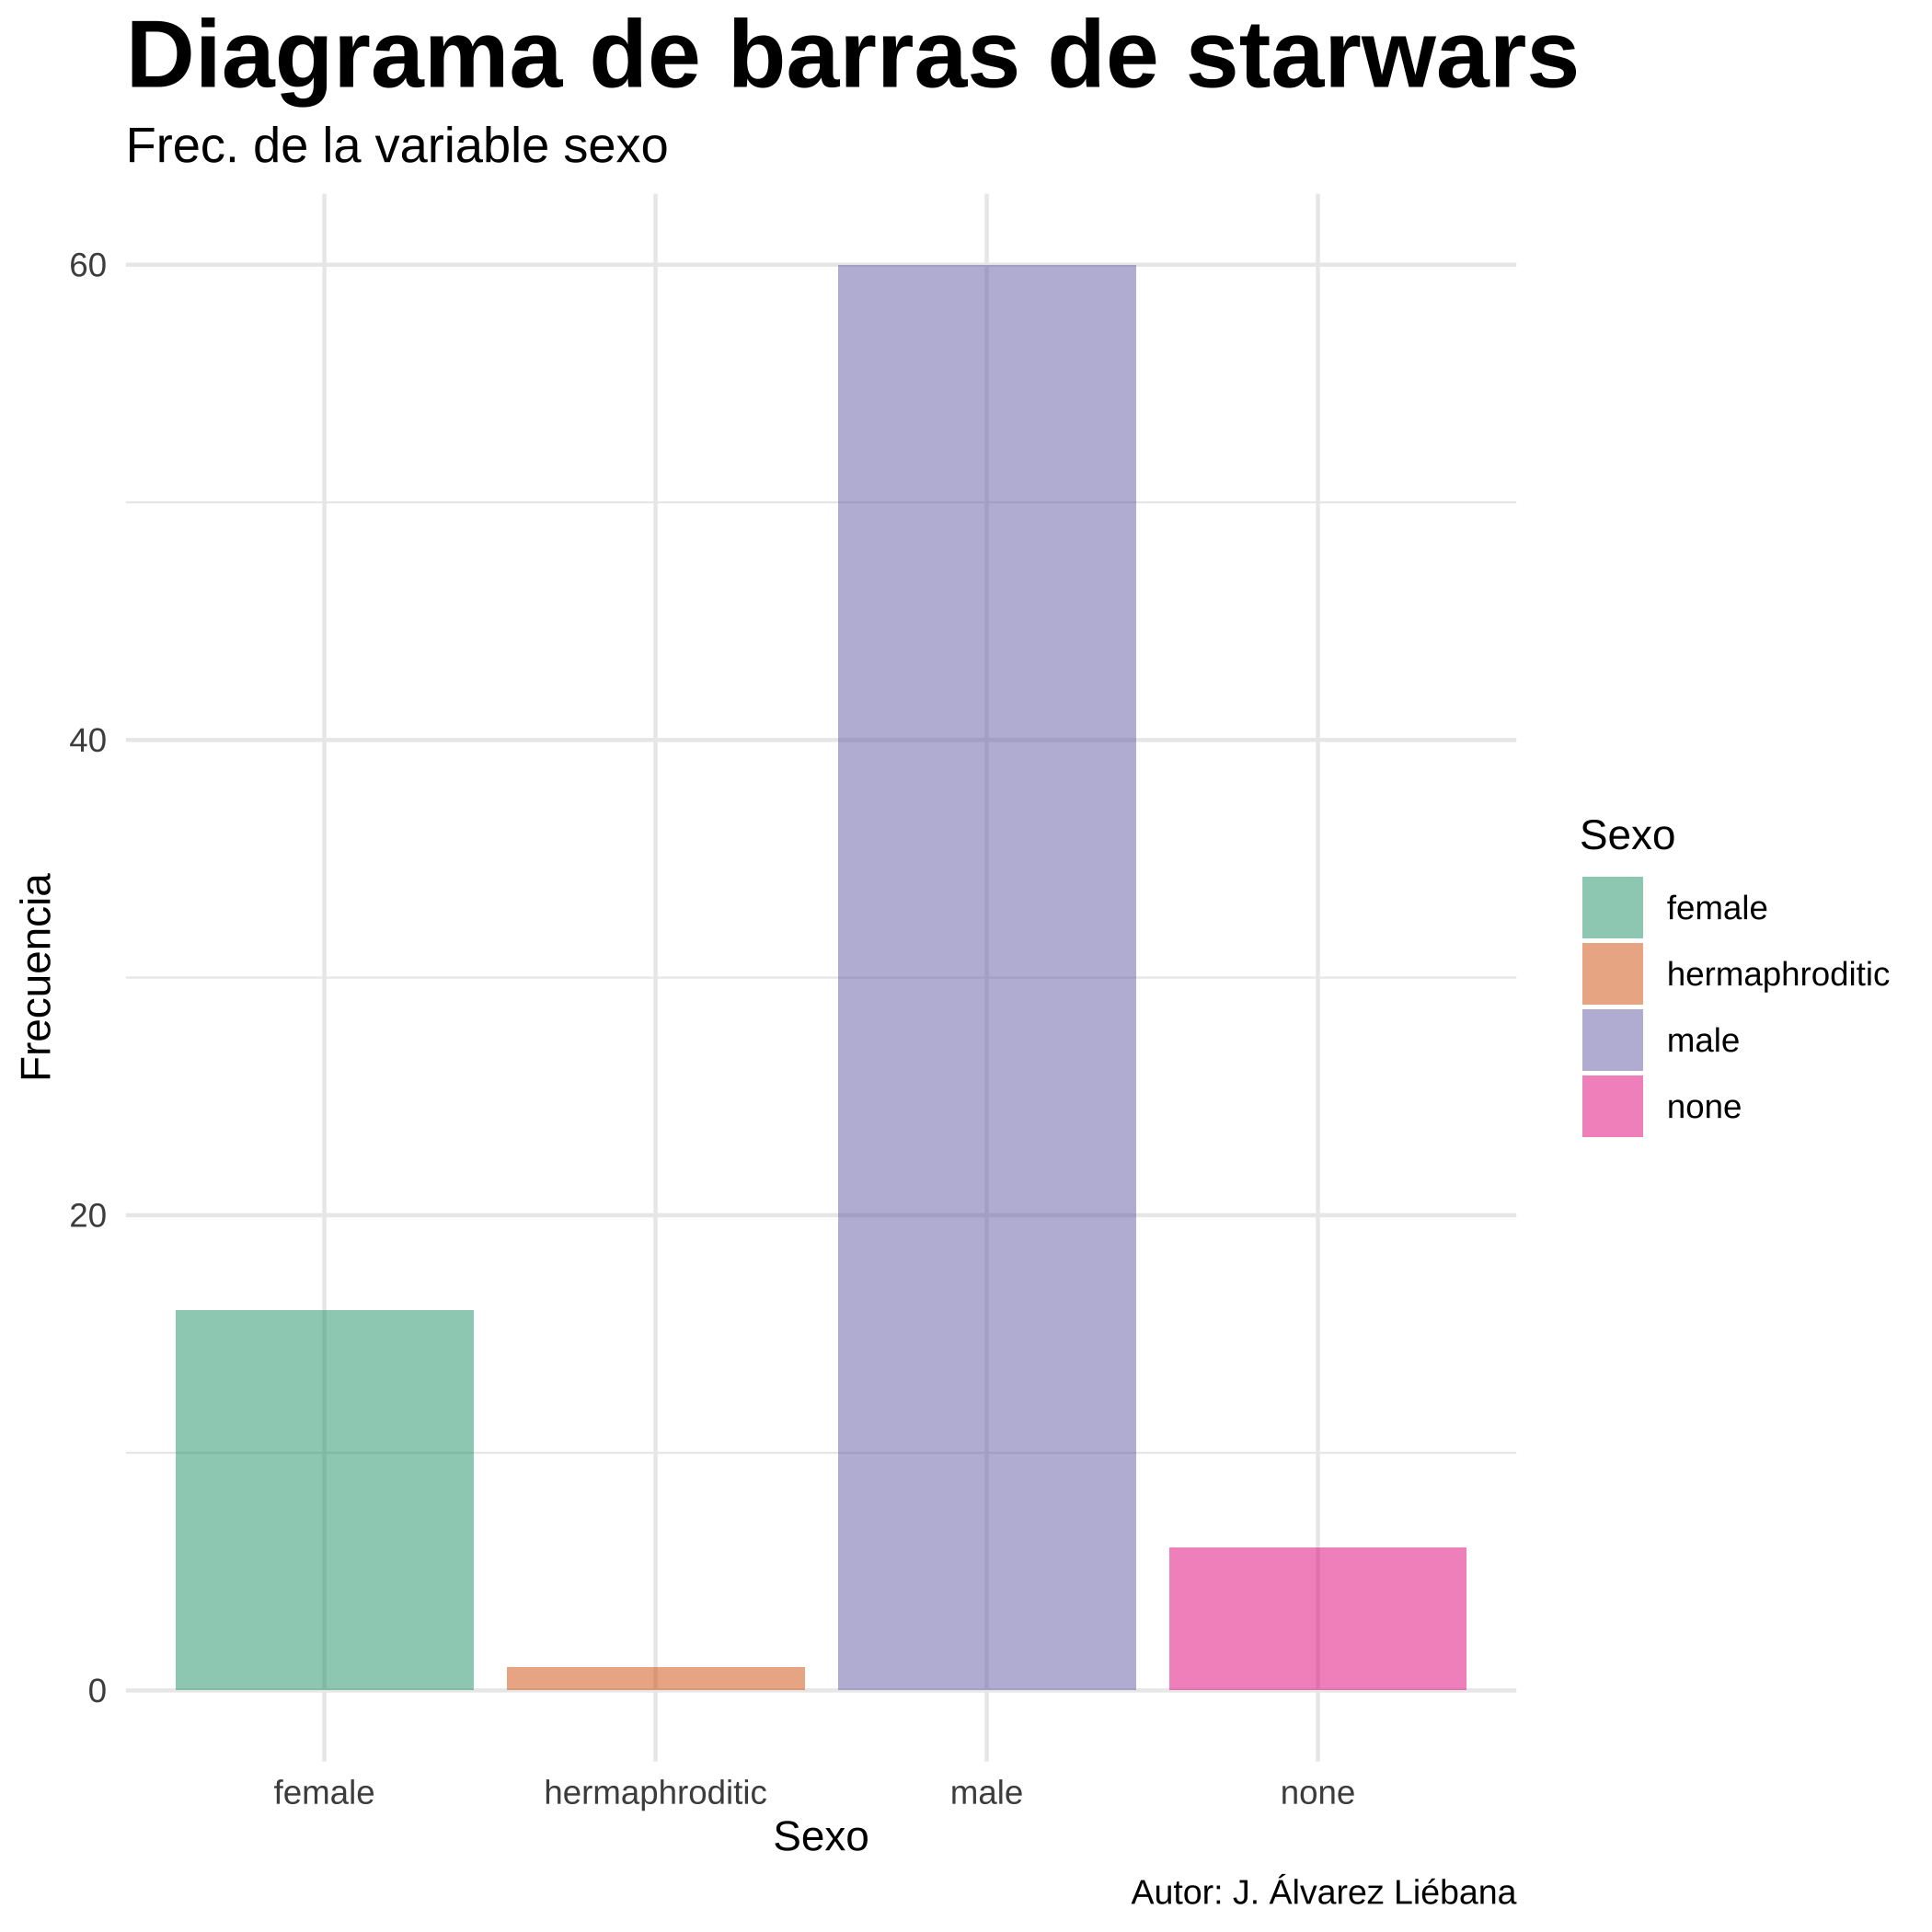 Diagrama de barras de starwars
Frec. de la variable sexo
60
40
20
0
Frecuencia
female
hermaphroditic
male
none
Sexo
Sexo
female
hermaphroditic
male
none
Autor: J. Álvarez Liébana